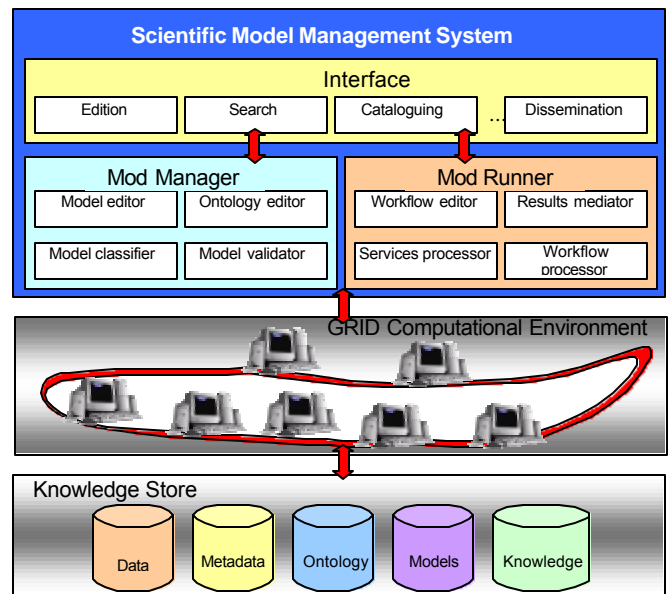 Scientific Model Management System
Interface
Edition
Search
Cataloguing
...
Dissemination
Mod Manager
Model editor
Ontology editor
Model classifier
Model validator
Mod Runner
Workflow editor
Results mediator
Services processor
Workflow
processor
GRID Computational Environment
Knowledge Store
Data
Metadata
Ontology
Models
Knowledge